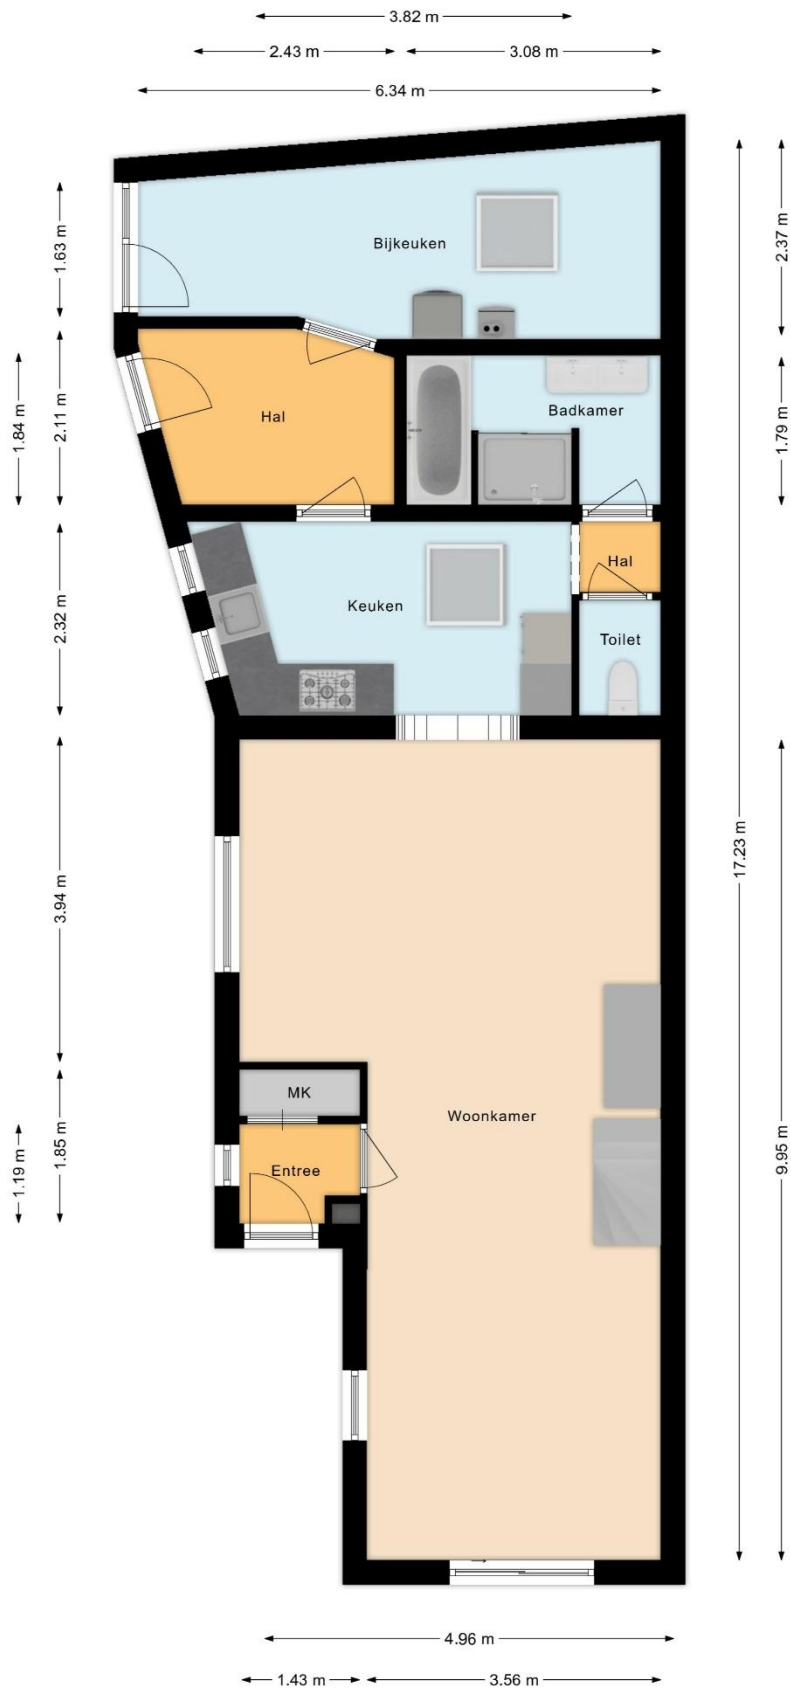 3.82 m
2.43 m
3.08 m
6.34 m
1.63 m
2.37 m
Bijkeuken
1.84 m
2.11 m
Hal
Badkamer
1.79 m
2.32 m
Keuken
Hal
Toilet
17.23 m
3.94 m
MK
Woonkamer
1.19 m
1.85 m
Entree
9.95 m
4.96 m
1.43 m
3.56 m